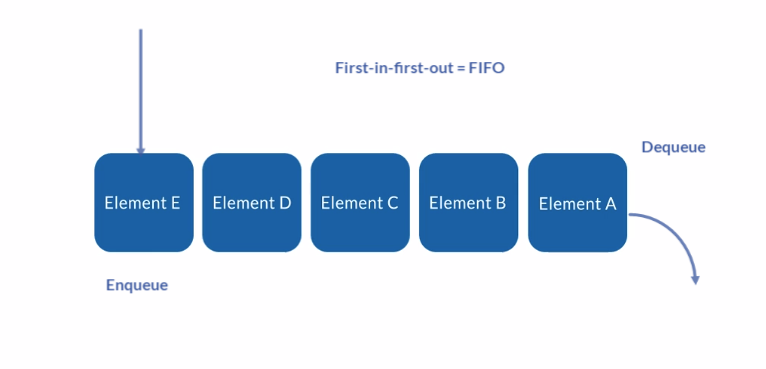 First-in-first-out = FIFO
Dequeue
Element E
Element D
Element C
Element B
Element A
Enqueue